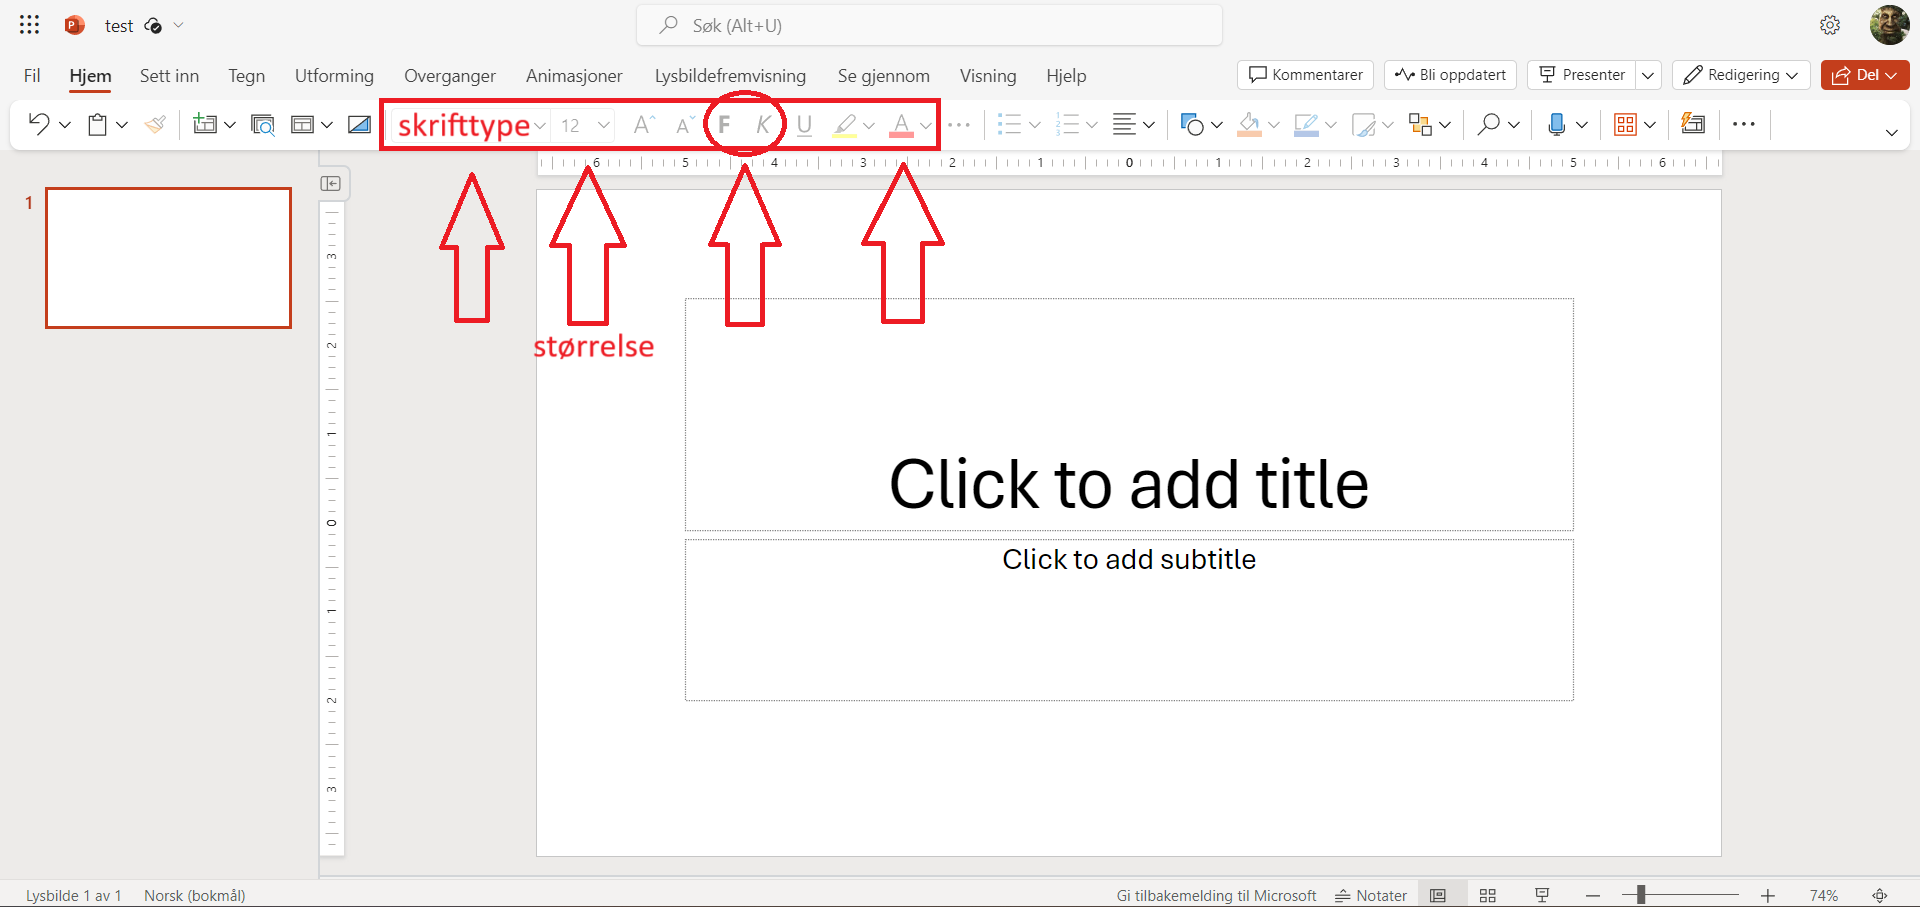 test
Søk (Alt+U)
Fil Hjem Sett inn Tegn Utforming Overganger Animasjoner Lysbildefremvisning Se gjennom Visning Hjelp Kommentarer Bli oppdatert Presenter Redigering Del
skrifttype 12 A A F K U A
6 5 4 3 2 1 0 1 2 3 4 5 6
1
3
2
1
0
1
2
3
størrelse
Click to add title
Click to add subtitle
Lysbilde 1 av 1 Norsk (bokmål) Gi tilbakemelding til Microsoft Notater 74%